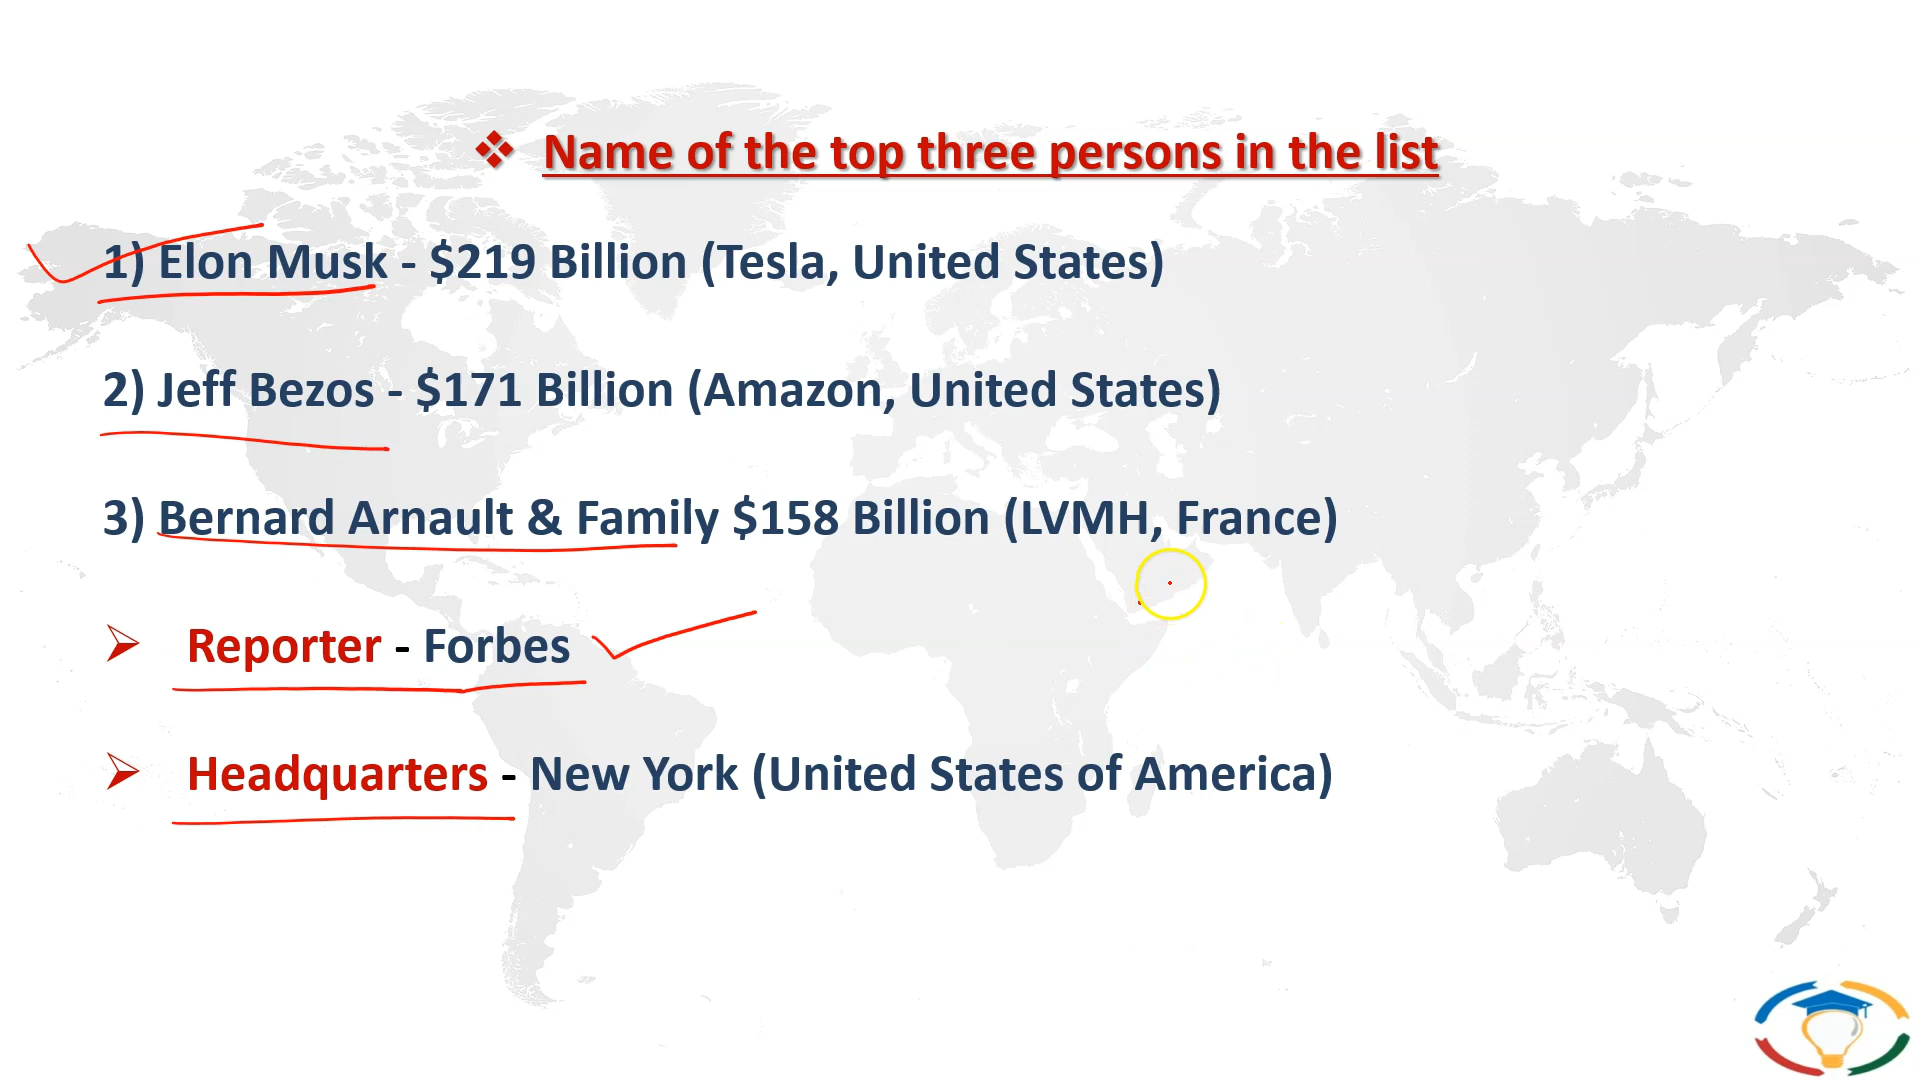 ❖ Name of the top three persons in the list
1) Elon Musk - $219 Billion (Tesla, United States)
2) Jeff Bezos - $171 Billion (Amazon, United States)
3) Bernard Arnault & Family $158 Billion (LVMH, France)
➢ Reporter - Forbes
➢ Headquarters - New York (United States of America)